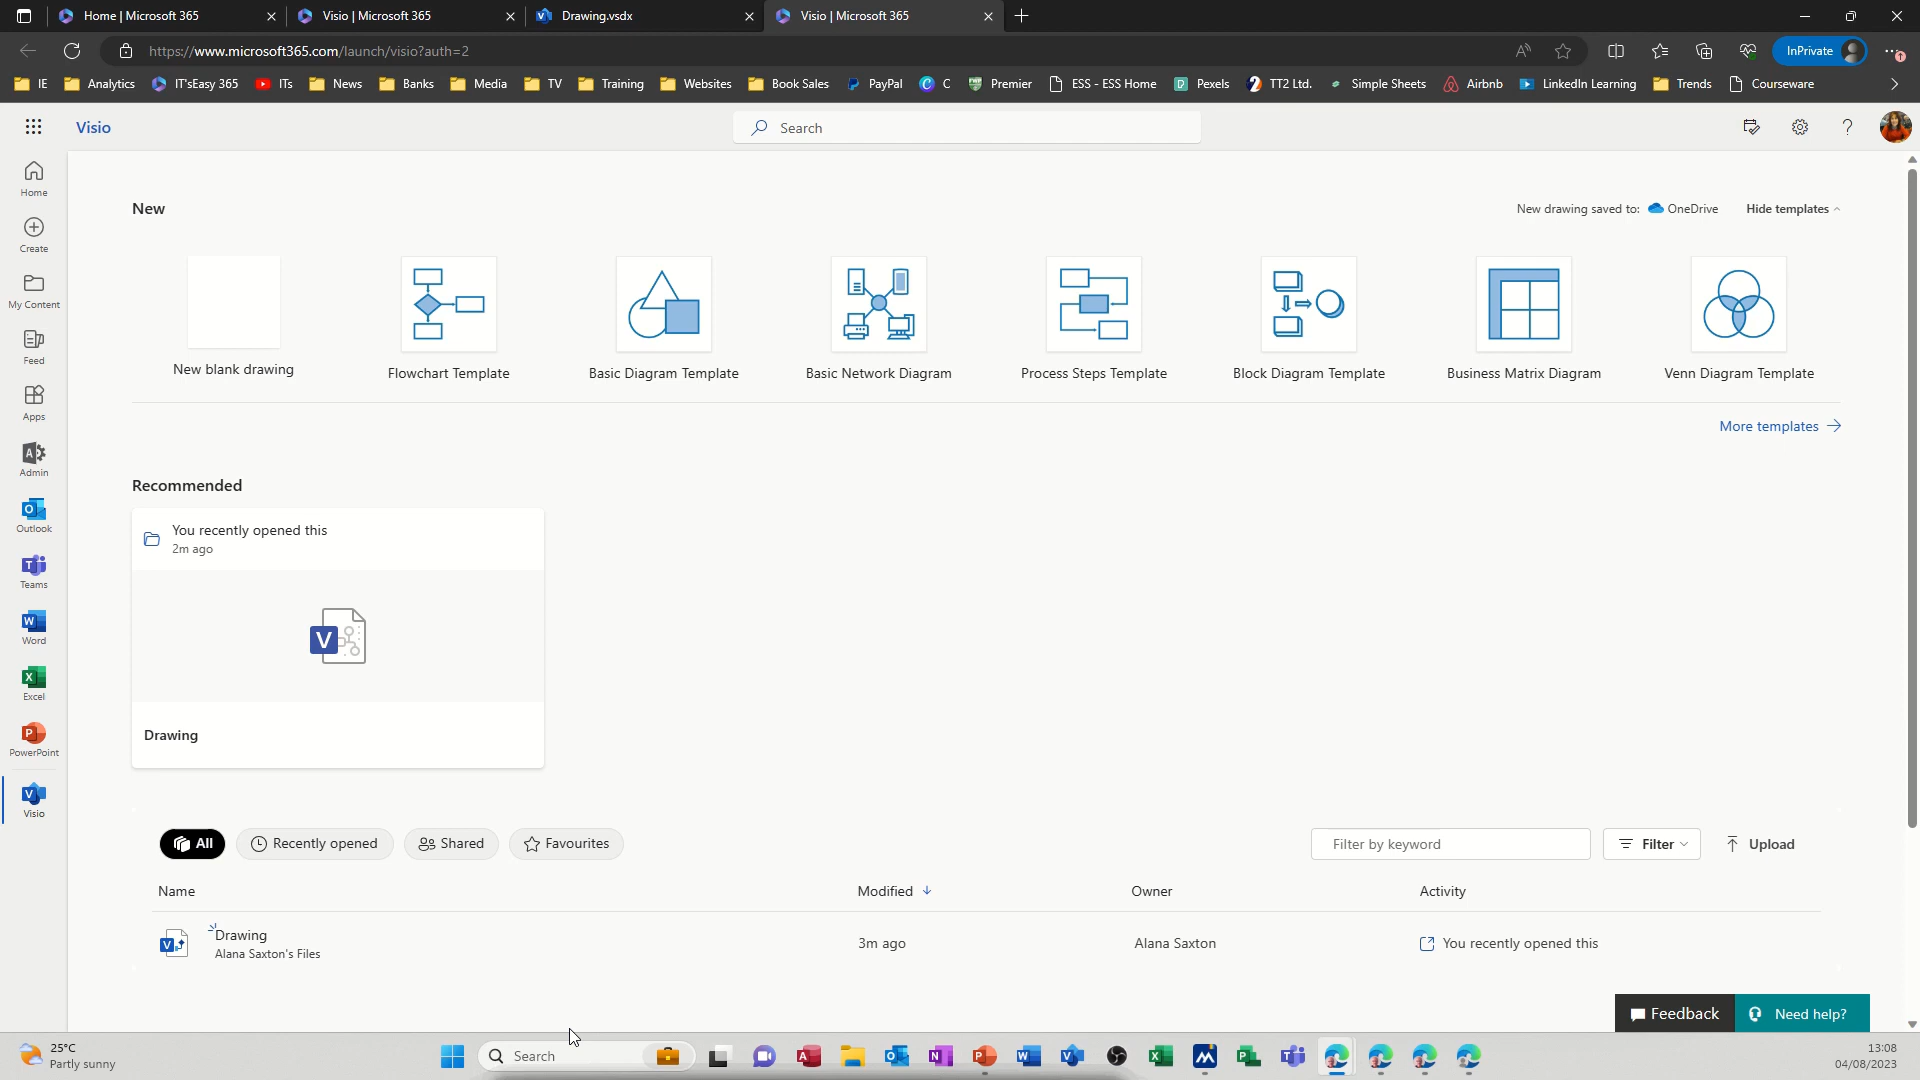 Home | Microsoft 365
Visio | Microsoft 365
Drawing.vsdx
Visio | Microsoft 365
https://www.microsoft365.com/launch/visio?auth=2
InPrivate
IE
Analytics
IT'sEasy 365
ITs
News
Banks
Media
TV
Training
Websites
Book Sales
PayPal
C
Premier
ESS - ESS Home
Pexels
TT2 Ltd.
Simple Sheets
Airbnb
LinkedIn Learning
Trends
Courseware
Visio
Search
Home
Create
My Content
Feed
Apps
Admin
Outlook
Teams
Word
Excel
PowerPoint
Visio
New
New drawing saved to: OneDrive
Hide templates
New blank drawing
Flowchart Template
Basic Diagram Template
Basic Network Diagram
Process Steps Template
Block Diagram Template
Business Matrix Diagram
Venn Diagram Template
More templates
Recommended
You recently opened this
2m ago
Drawing
All
Recently opened
Shared
Favourites
Filter by keyword
Filter
Upload
Name
Modified
Owner
Activity
Drawing
Alana Saxton's Files
3m ago
Alana Saxton
You recently opened this
Feedback
Need help?
25°C
Partly sunny
Search
13:08
04/08/2023